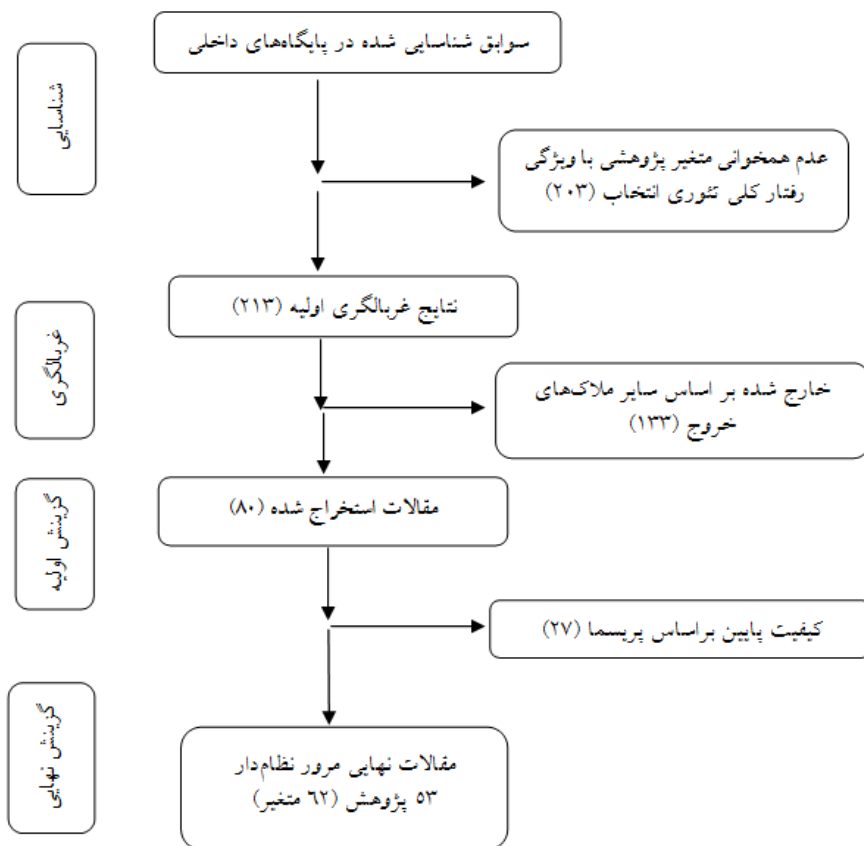 سوابق شناسایی شده در پایگاه‌های داخلی
شناسایی
عدم همخوانی متغیر پژوهشی با ویژگی
رفتار کلی تئوری انتخاب (۲۰۳)
نتایج غربالگری اولیه (۲۱۳)
غربالگری
خارج شده بر اساس سایر ملاک‌های
خروج (۱۳۳)
مقالات استخراج شده (۸۰)
گزینش اولیه
کیفیت پایین براساس پریسما (۲۷)
گزینش نهایی
مقالات نهایی مرور نظام‌دار
۵۳ پژوهش (۶۲ متغیر)